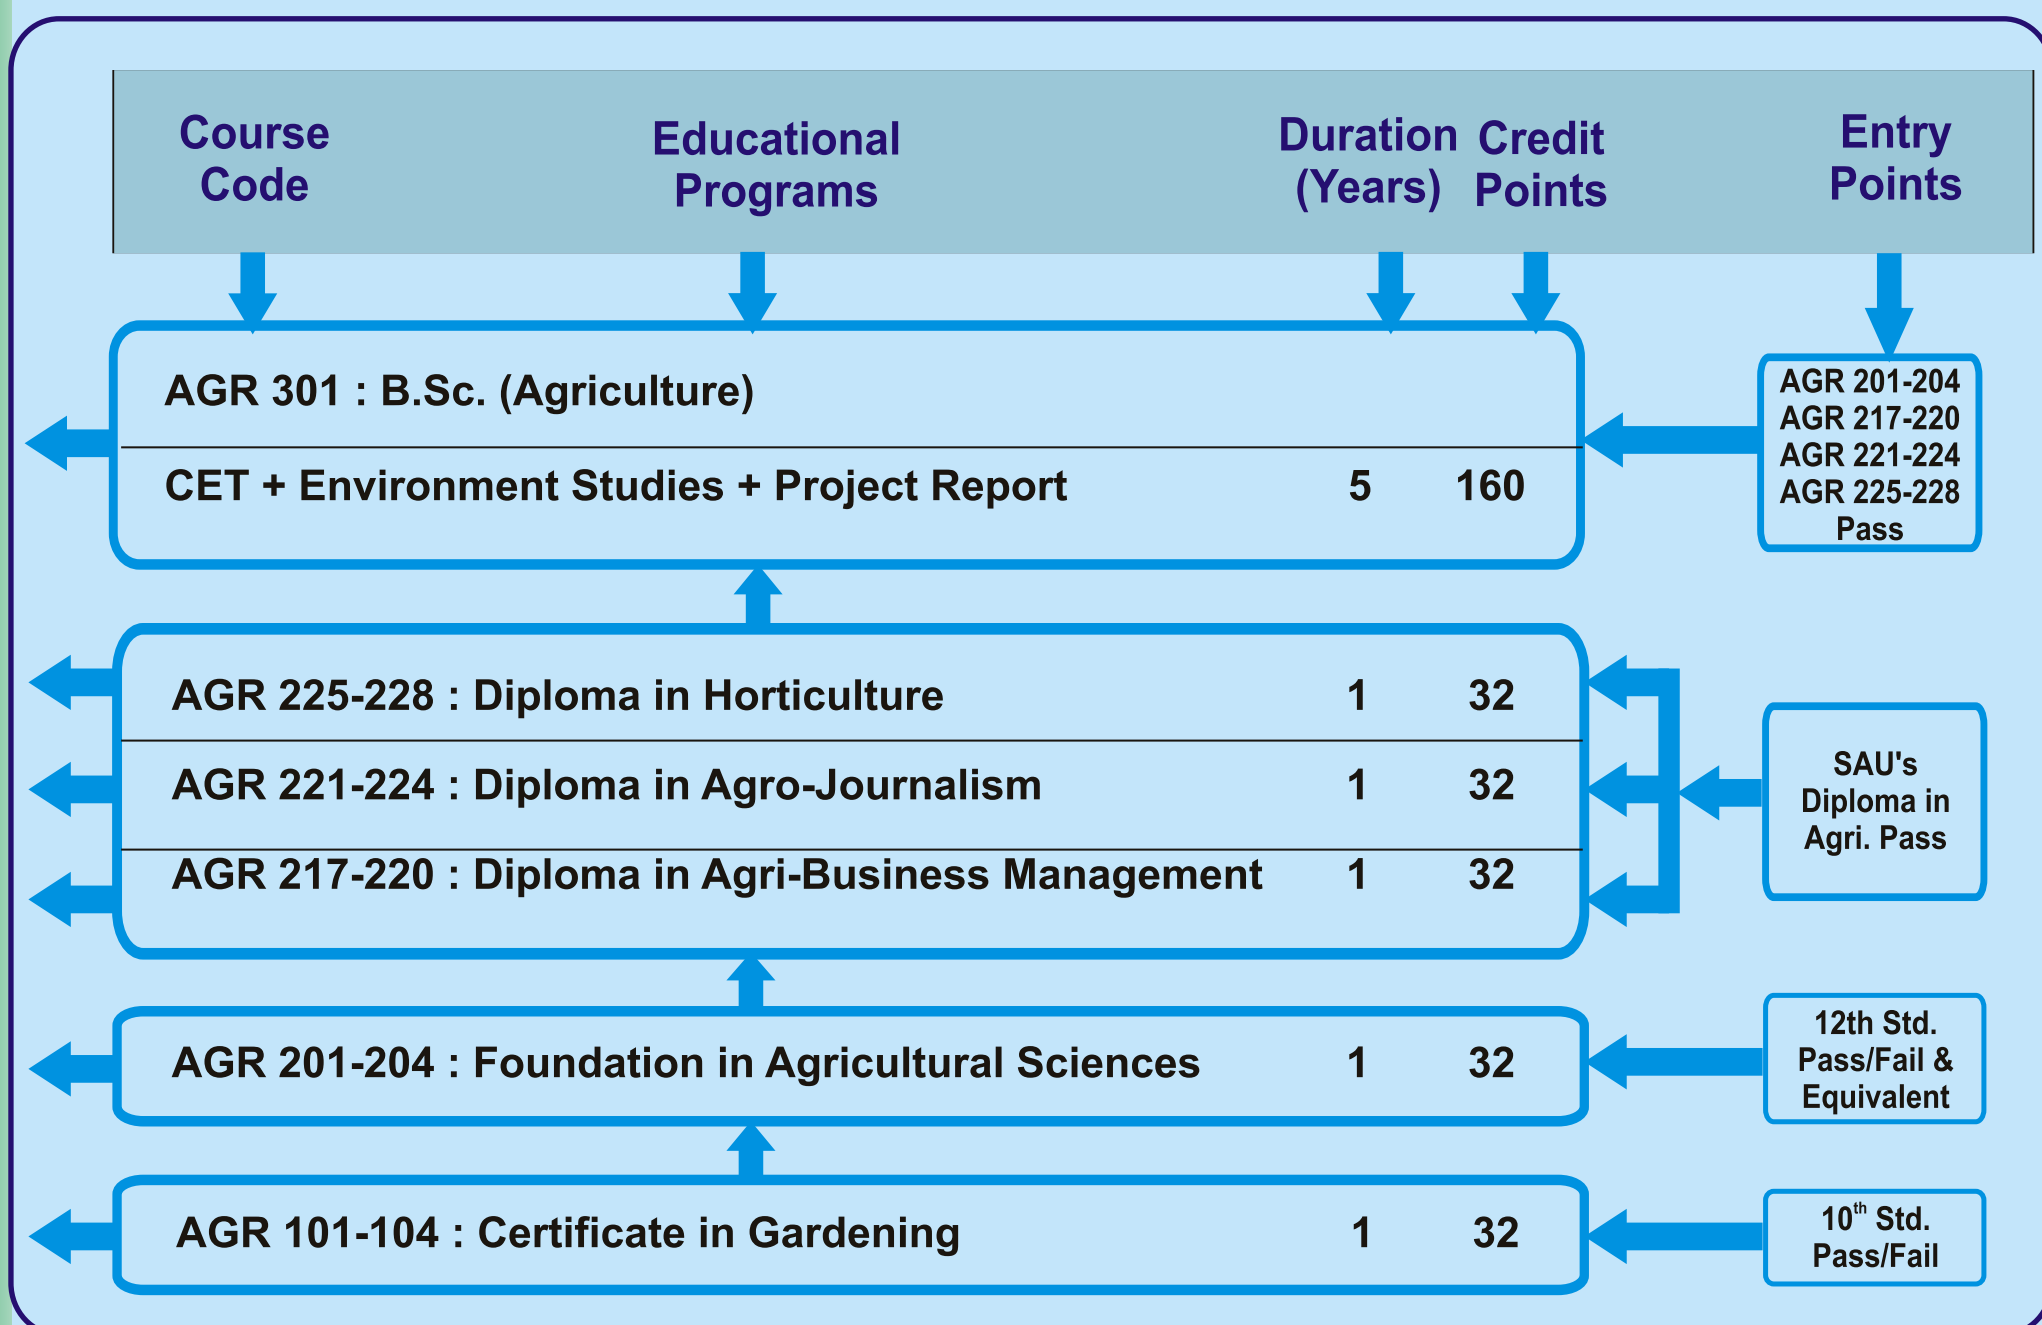 Course
Code
Educational
Programs
Duration
(Years)
Credit
Points
Entry
Points
AGR 301 : B.Sc. (Agriculture)
CET + Environment Studies + Project Report 5 160
AGR 201-204
AGR 217-220
AGR 221-224
AGR 225-228
Pass
AGR 225-228 : Diploma in Horticulture 1 32
AGR 221-224 : Diploma in Agro-Journalism 1 32
AGR 217-220 : Diploma in Agri-Business Management 1 32
SAU's
Diploma in
Agri. Pass
AGR 201-204 : Foundation in Agricultural Sciences 1 32
12th Std.
Pass/Fail &
Equivalent
AGR 101-104 : Certificate in Gardening 1 32
10th Std.
Pass/Fail